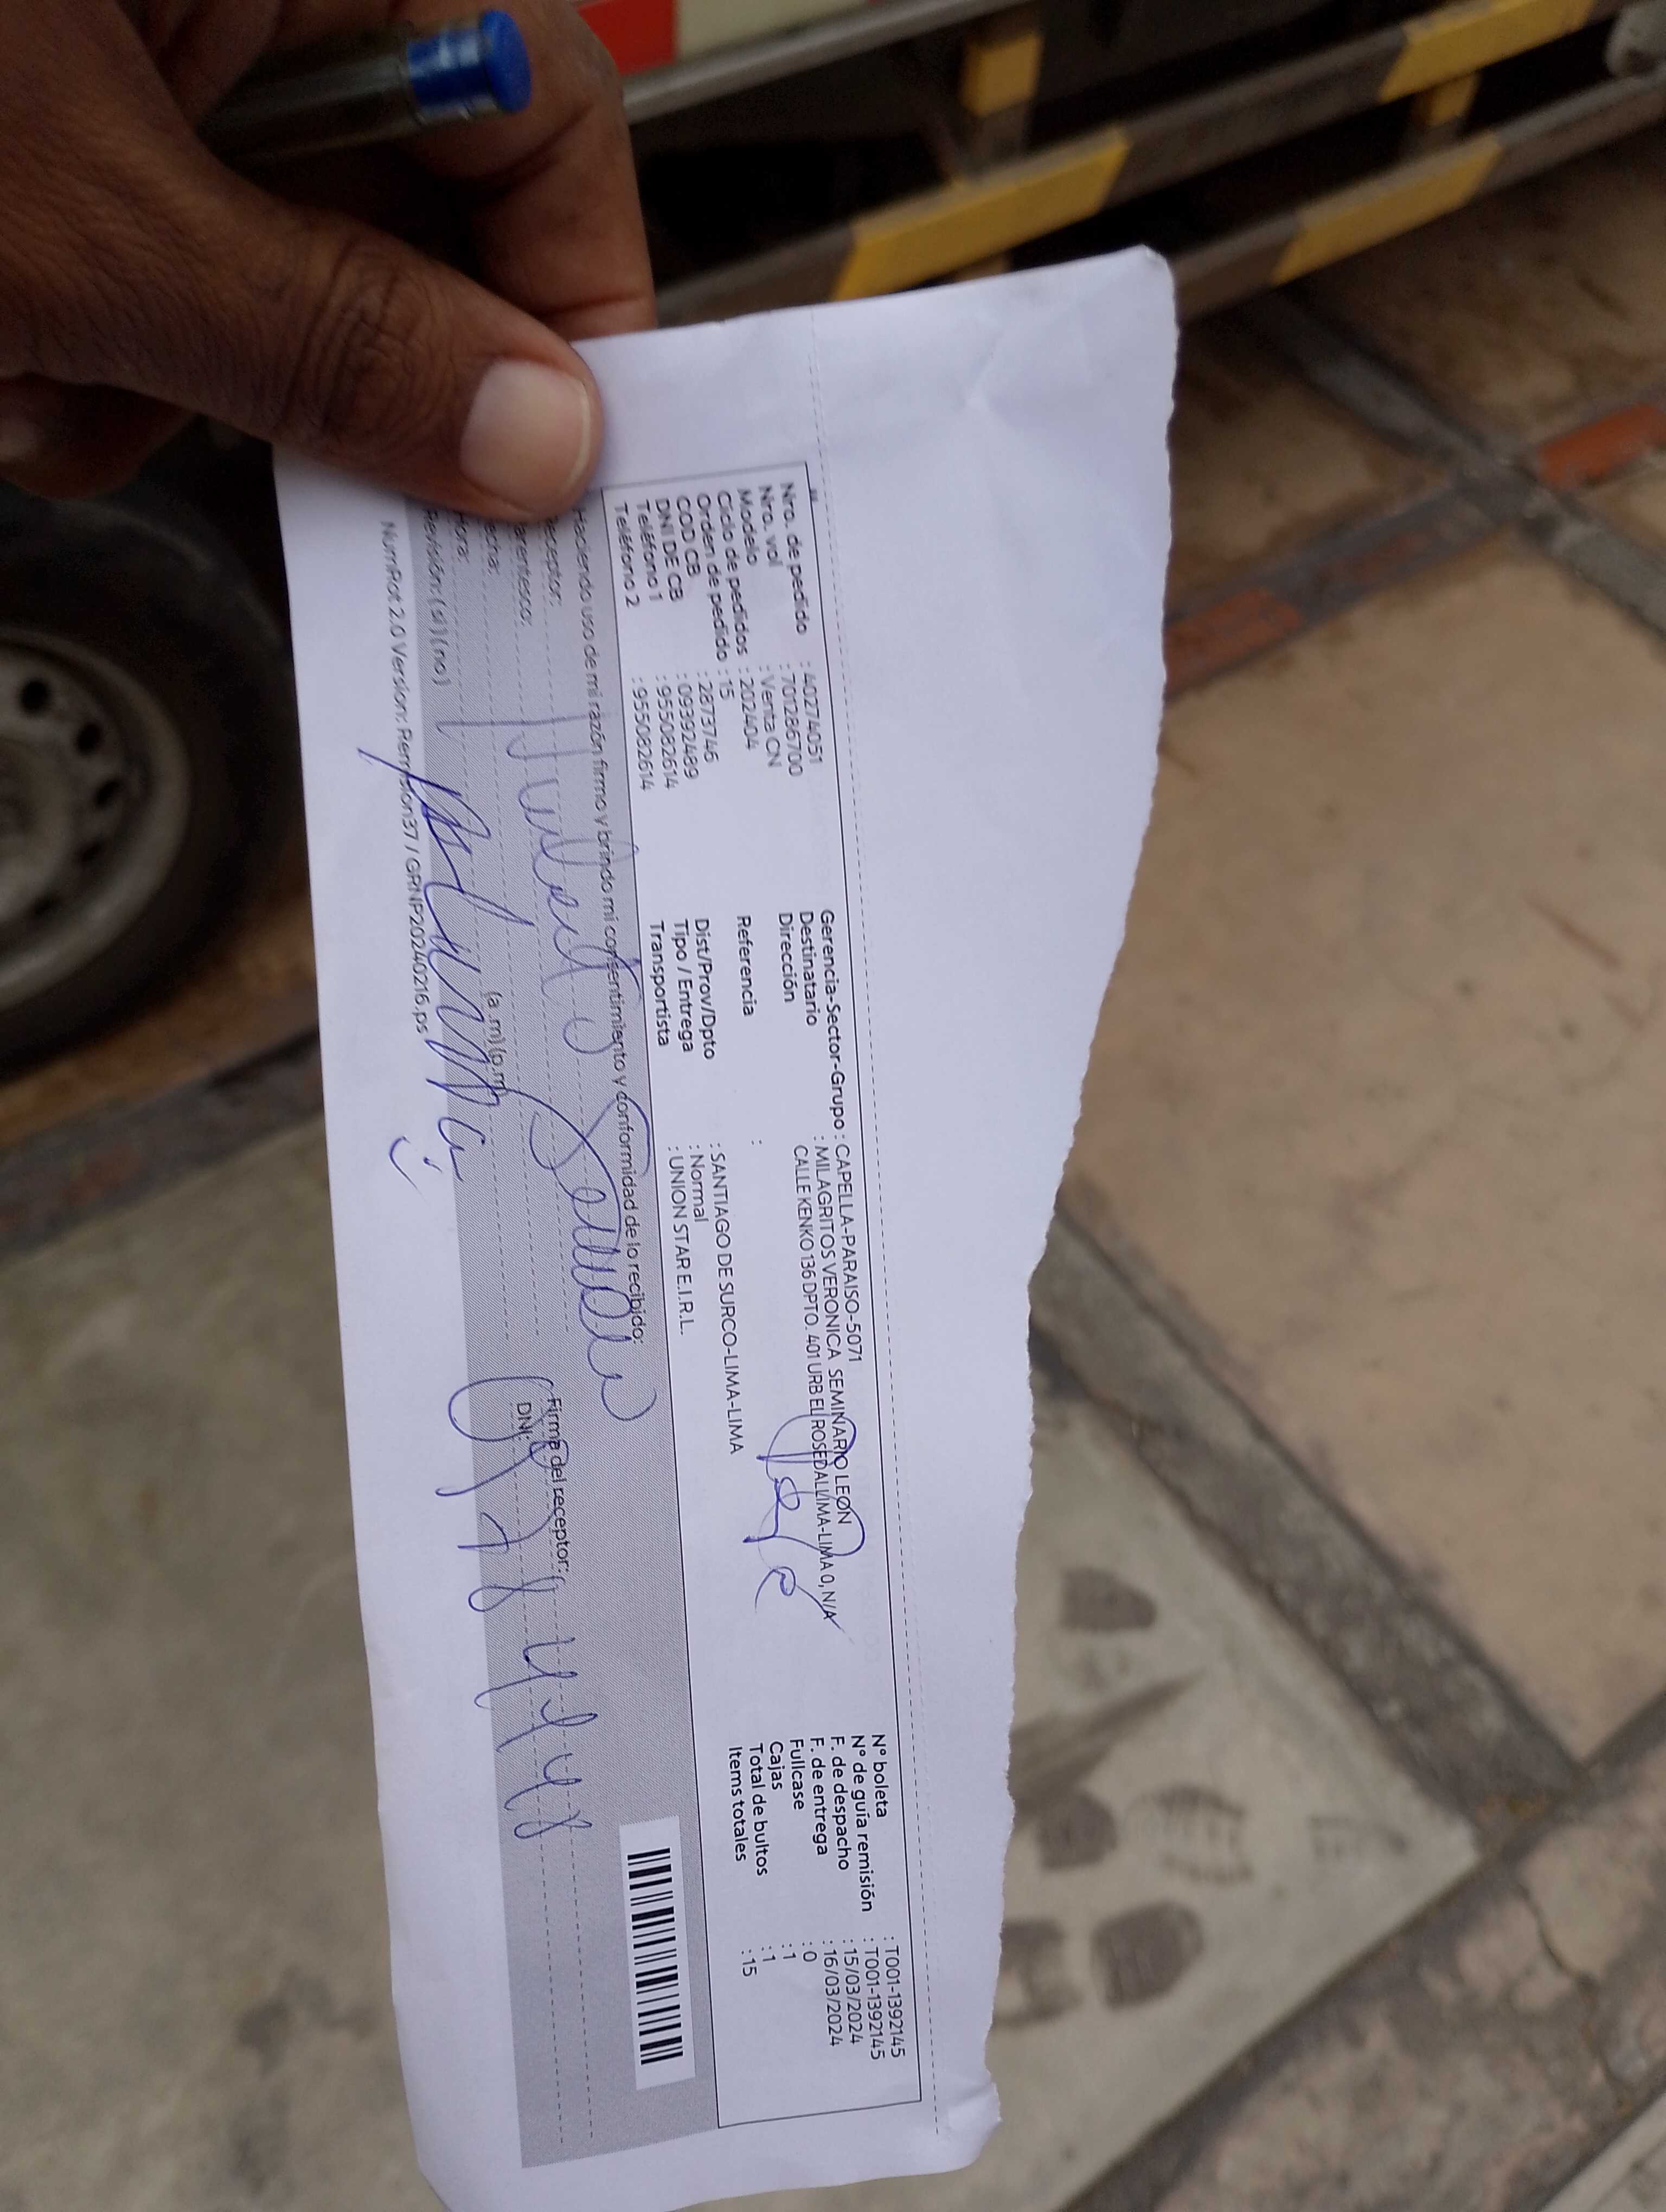 Nro. de pedido : 402744051
Nro. vol : 701286700
Modelo : Venta CN
Ciclo de pedidos : 202404
Orden de pedido : 15
COD CB : 2873746
DNI DE CB : 09392489
Teléfono 1 : 955082614
Teléfono 2 : 955082614
Gerencia-Sector-Grupo : CAPELLA-PARAISO-5071
Destinatario : MILAGRITOS VERONICA SEMINARIO LEON
Dirección CALLE KENKO 136 DPTO. 401 URB EL ROSEDAL LIMA-LIMA 0, N/A
Referencia :
Dist/Prov/Dpto : SANTIAGO DE SURCO-LIMA-LIMA
Tipo / Entrega : Normal
Transportista : UNION STAR E.I.R.L.
N° boleta : T001-1392145
N° de guía remisión : T001-1392145
F. de despacho : 15/03/2024
F. de entrega : 16/03/2024
Fullcase : 0
Cajas : 1
Total de bultos : 1
Items totales : 15
Haciendo uso de mi razón firmo y brindo mi consentimiento y conformidad de lo recibido:
Receptor:
Parentesco:
Fecha:
Hora: (a.m) (p.m)
Revisión: (si) (no)
Firma del receptor:
DNI:
NumRot 2.0 Version: Remision37 / GRNP20240216.ps